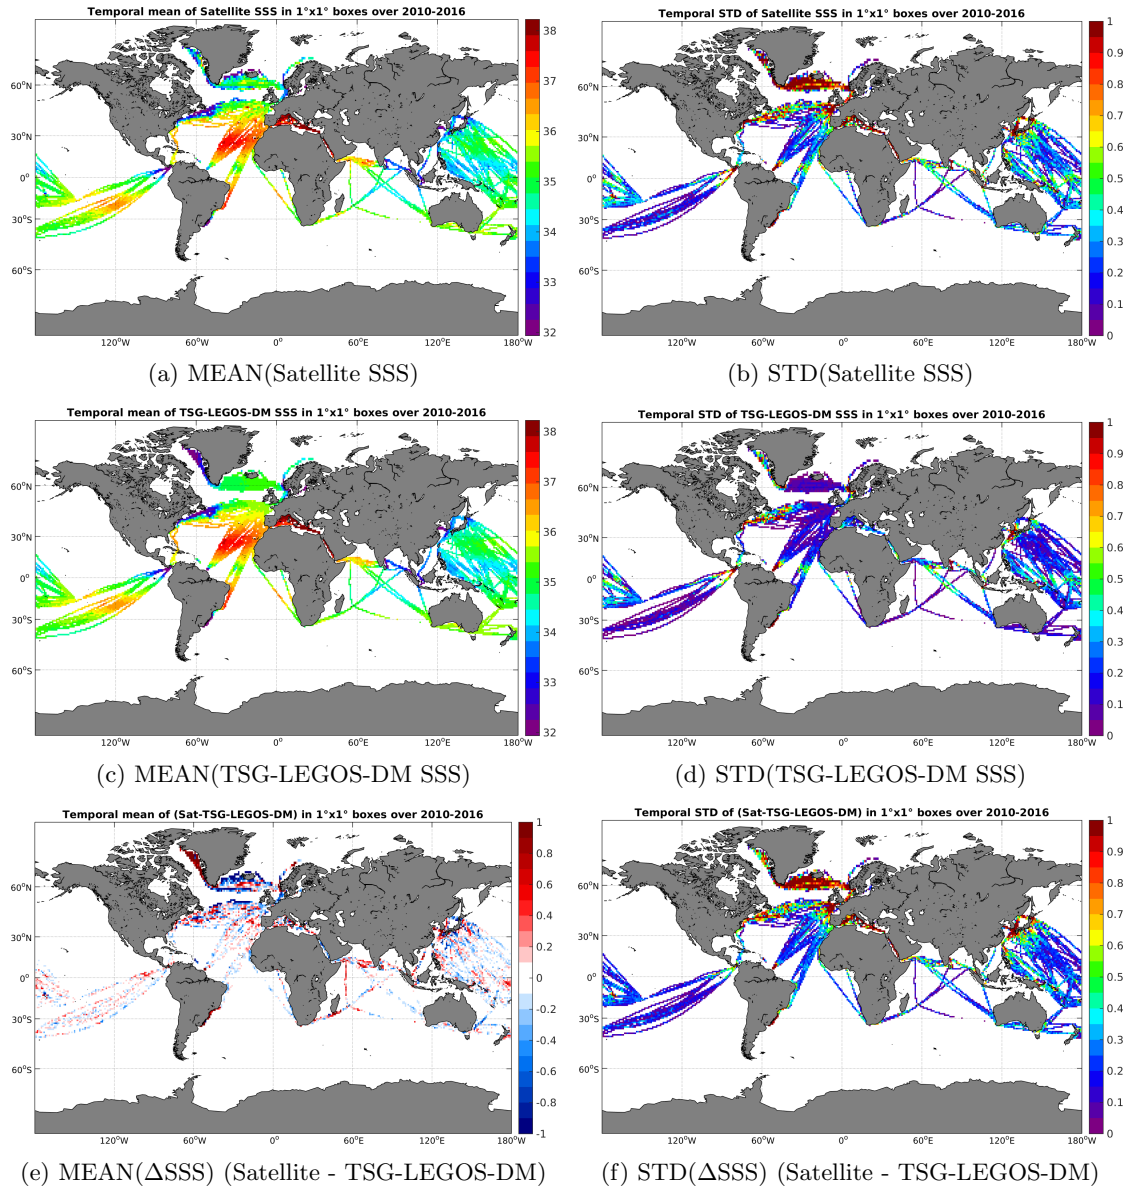 Temporal mean of Satellite SSS in 1°x1° boxes over 2010-2016
60°N
30°N
0°
30°S
60°S
120°W 60°W 0° 60°E 120°E 180°W
38
37
36
35
34
33
32
(a) MEAN(Satellite SSS)
Temporal STD of Satellite SSS in 1°x1° boxes over 2010-2016
60°N
30°N
0°
30°S
60°S
120°W 60°W 0° 60°E 120°E 180°W
1
0.9
0.8
0.7
0.6
0.5
0.4
0.3
0.2
0.1
0
(b) STD(Satellite SSS)
Temporal mean of TSG-LEGOS-DM SSS in 1°x1° boxes over 2010-2016
60°N
30°N
0°
30°S
60°S
120°W 60°W 0° 60°E 120°E 180°W
38
37
36
35
34
33
32
(c) MEAN(TSG-LEGOS-DM SSS)
Temporal STD of TSG-LEGOS-DM SSS in 1°x1° boxes over 2010-2016
60°N
30°N
0°
30°S
60°S
120°W 60°W 0° 60°E 120°E 180°W
1
0.9
0.8
0.7
0.6
0.5
0.4
0.3
0.2
0.1
0
(d) STD(TSG-LEGOS-DM SSS)
Temporal mean of (Sat-TSG-LEGOS-DM) in 1°x1° boxes over 2010-2016
60°N
30°N
0°
30°S
60°S
120°W 60°W 0° 60°E 120°E 180°W
1
0.8
0.6
0.4
0.2
0
-0.2
-0.4
-0.6
-0.8
-1
(e) MEAN(ΔSSS) (Satellite - TSG-LEGOS-DM)
Temporal STD of (Sat-TSG-LEGOS-DM) in 1°x1° boxes over 2010-2016
60°N
30°N
0°
30°S
60°S
120°W 60°W 0° 60°E 120°E 180°W
1
0.9
0.8
0.7
0.6
0.5
0.4
0.3
0.2
0.1
0
(f) STD(ΔSSS) (Satellite - TSG-LEGOS-DM)